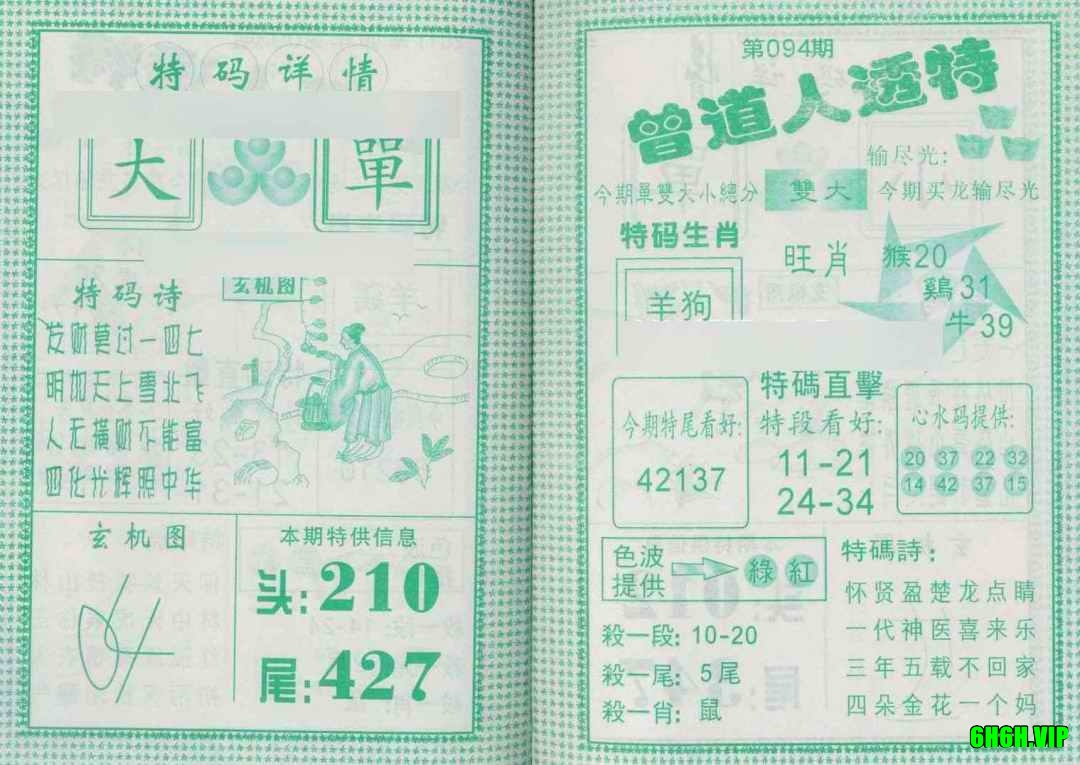 特码详情
大 單
特码诗
发财莫过一四七
明如天上雪北飞
人无横财不能富
四化光辉照中华
玄机图
玄机图
本期特供信息
头:210
尾:427
第094期
曾道人透特
输尽光:
今期單雙大小總分 雙大 今期买龙输尽光
特码生肖
羊狗
旺肖
猴20
鷄31
牛39
今期特尾看好:
42137
特碼直擊
特段看好:
11-21
24-34
心水码提供:
20 37 22 32
14 42 37 15
色波提供
綠 紅
殺一段: 10-20
殺一尾: 5尾
殺一肖: 鼠
特碼詩:
怀贤盈楚龙点睛
一代神医喜来乐
三年五载不回家
四朵金花一个妈
6H6H.VIP